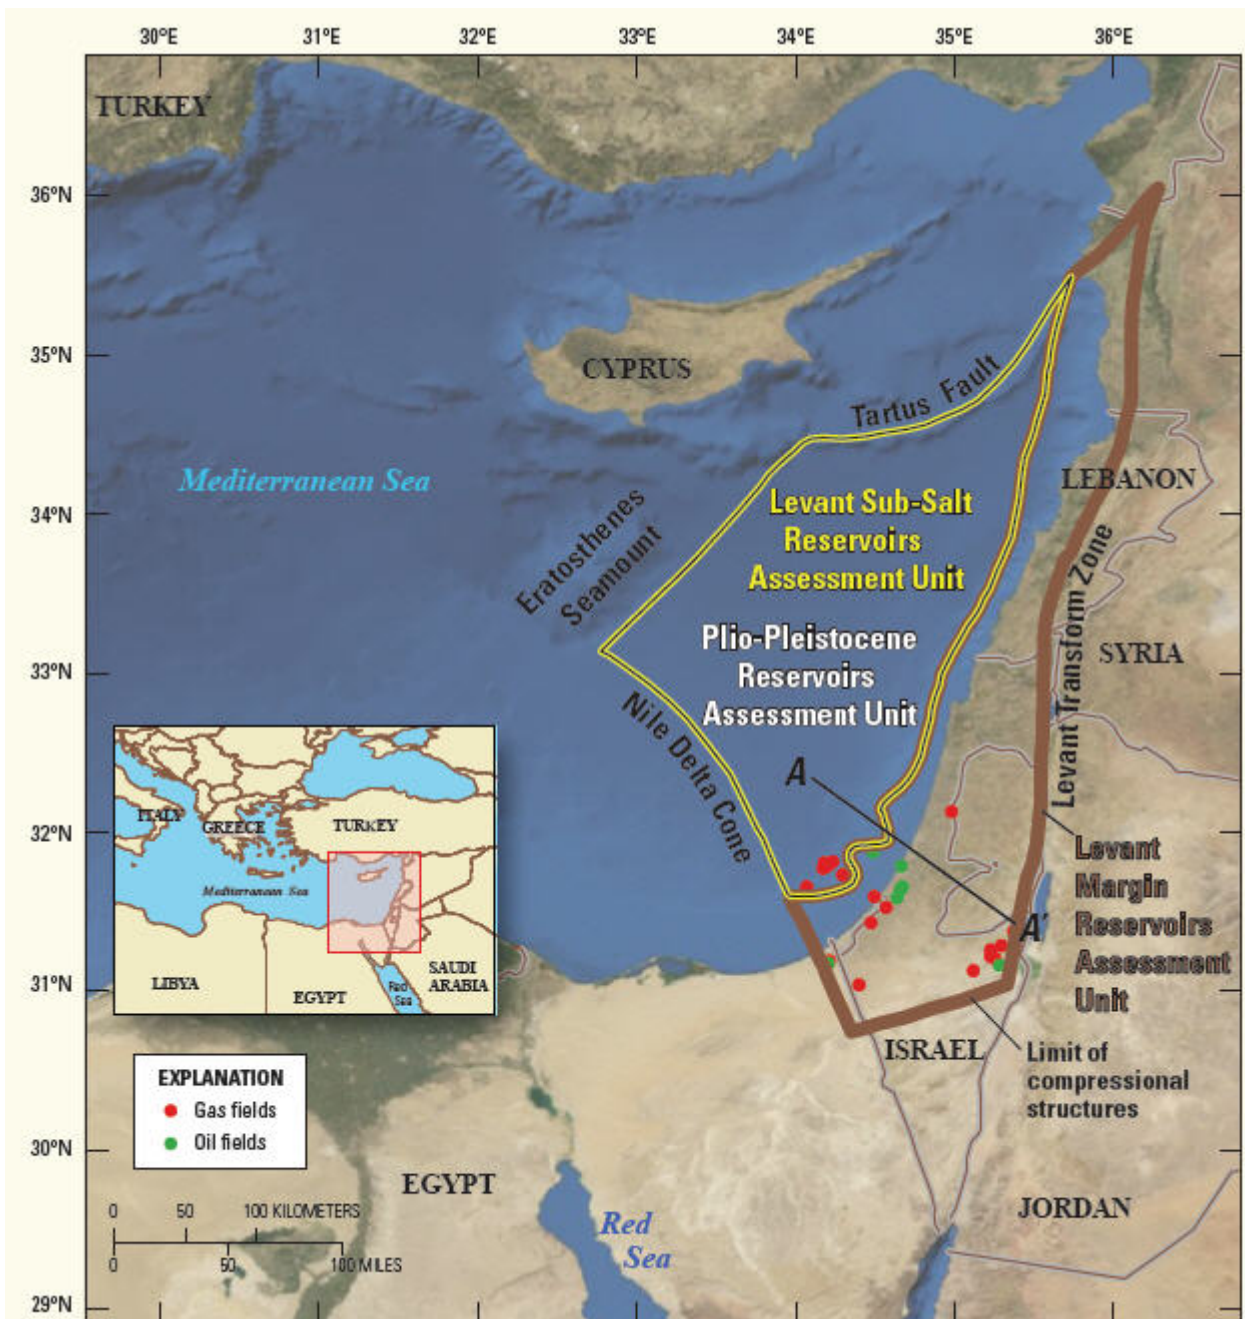 30°E 31°E 32°E 33°E 34°E 35°E 36°E
TURKEY
36°N
35°N
CYPRUS
Tartus Fault
Mediterranean Sea
34°N
Eratosthenes
Seamount
Levant Sub-Salt
Reservoirs
Assessment Unit
LEBANON
Plio-Pleistocene
Reservoirs
Assessment Unit
SYRIA
33°N
Nile Delta Cone
Levant Transform Zone
A
32°N
Levant
Margin
Reservoirs
Assessment
Unit
A′
31°N
ISRAEL
Limit of
compressional
structures
ITALY
GREECE
TURKEY
Mediterranean Sea
LIBYA
EGYPT
Red
Sea
SAUDI
ARABIA
EXPLANATION
Gas fields
Oil fields
30°N
EGYPT
Red
Sea
JORDAN
0 50 100 KILOMETERS
0 50 100 MILES
29°N